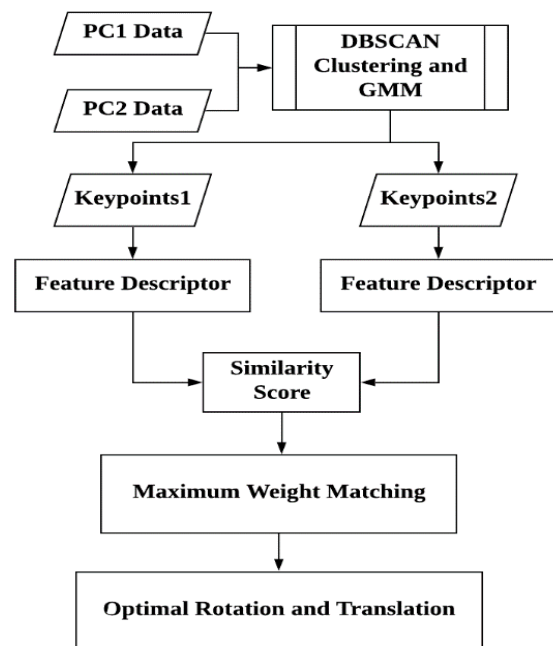 PC1 Data
PC2 Data
DBSCAN
Clustering and
GMM
Keypoints1
Keypoints2
Feature Descriptor
Feature Descriptor
Similarity
Score
Maximum Weight Matching
Optimal Rotation and Translation